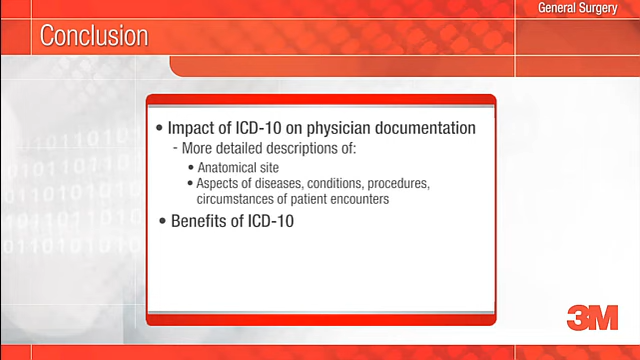 General Surgery
Conclusion
• Impact of ICD-10 on physician documentation
- More detailed descriptions of:
• Anatomical site
• Aspects of diseases, conditions, procedures,
circumstances of patient encounters
• Benefits of ICD-10
3M